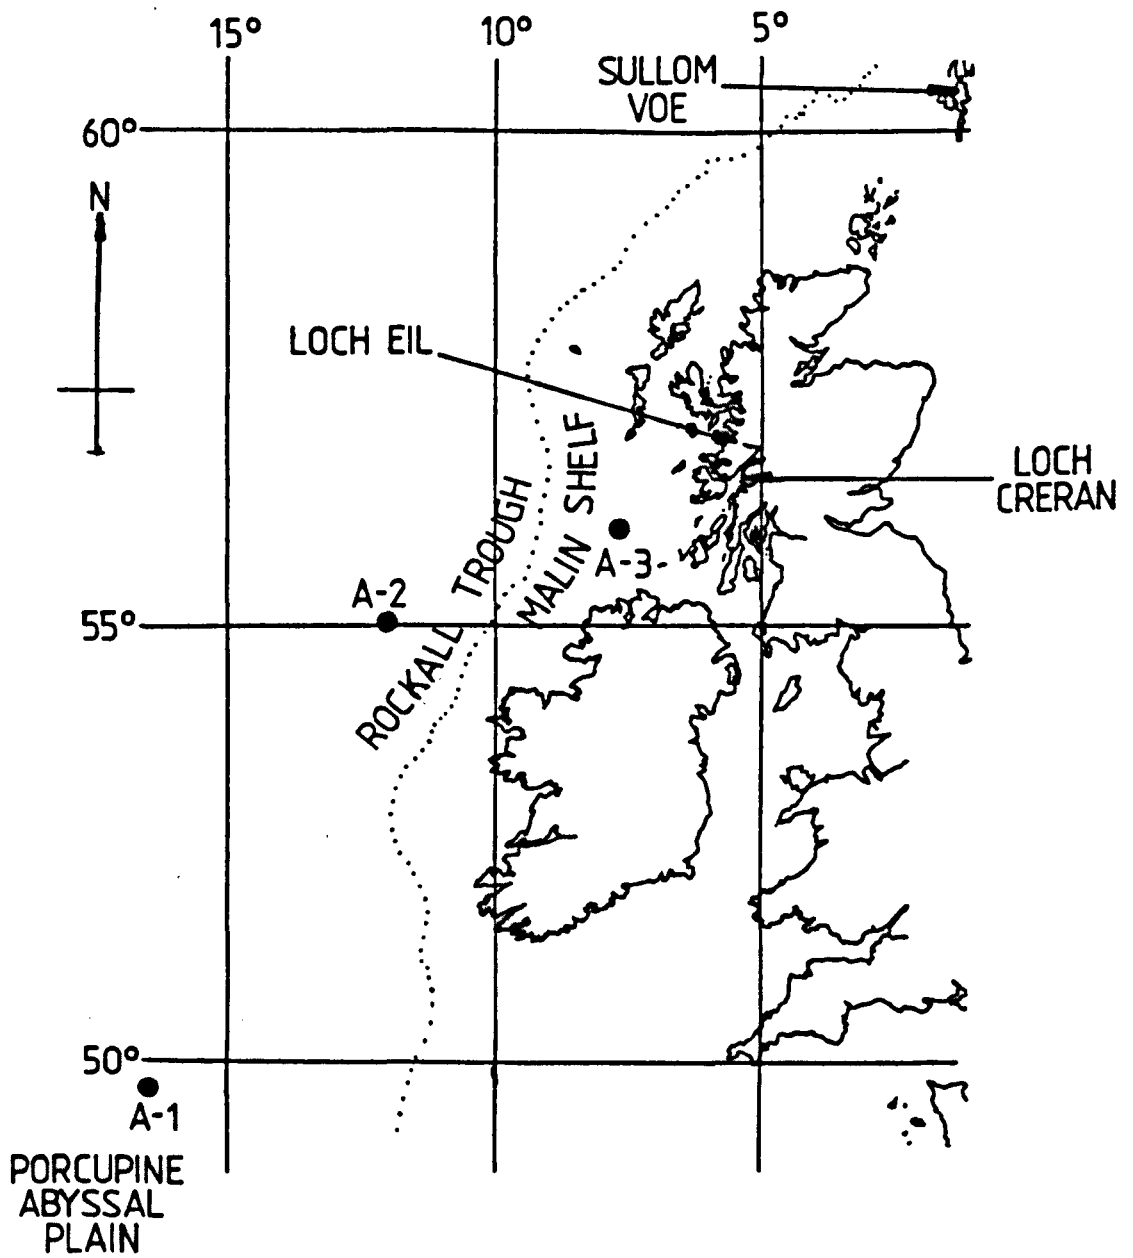 15°
10°
5°
SULLOM
VOE
60°
N
LOCH EIL
LOCH
CRERAN
MALIN SHELF
ROCKALL TROUGH
A-3
A-2
55°
50°
A-1
PORCUPINE
ABYSSAL
PLAIN